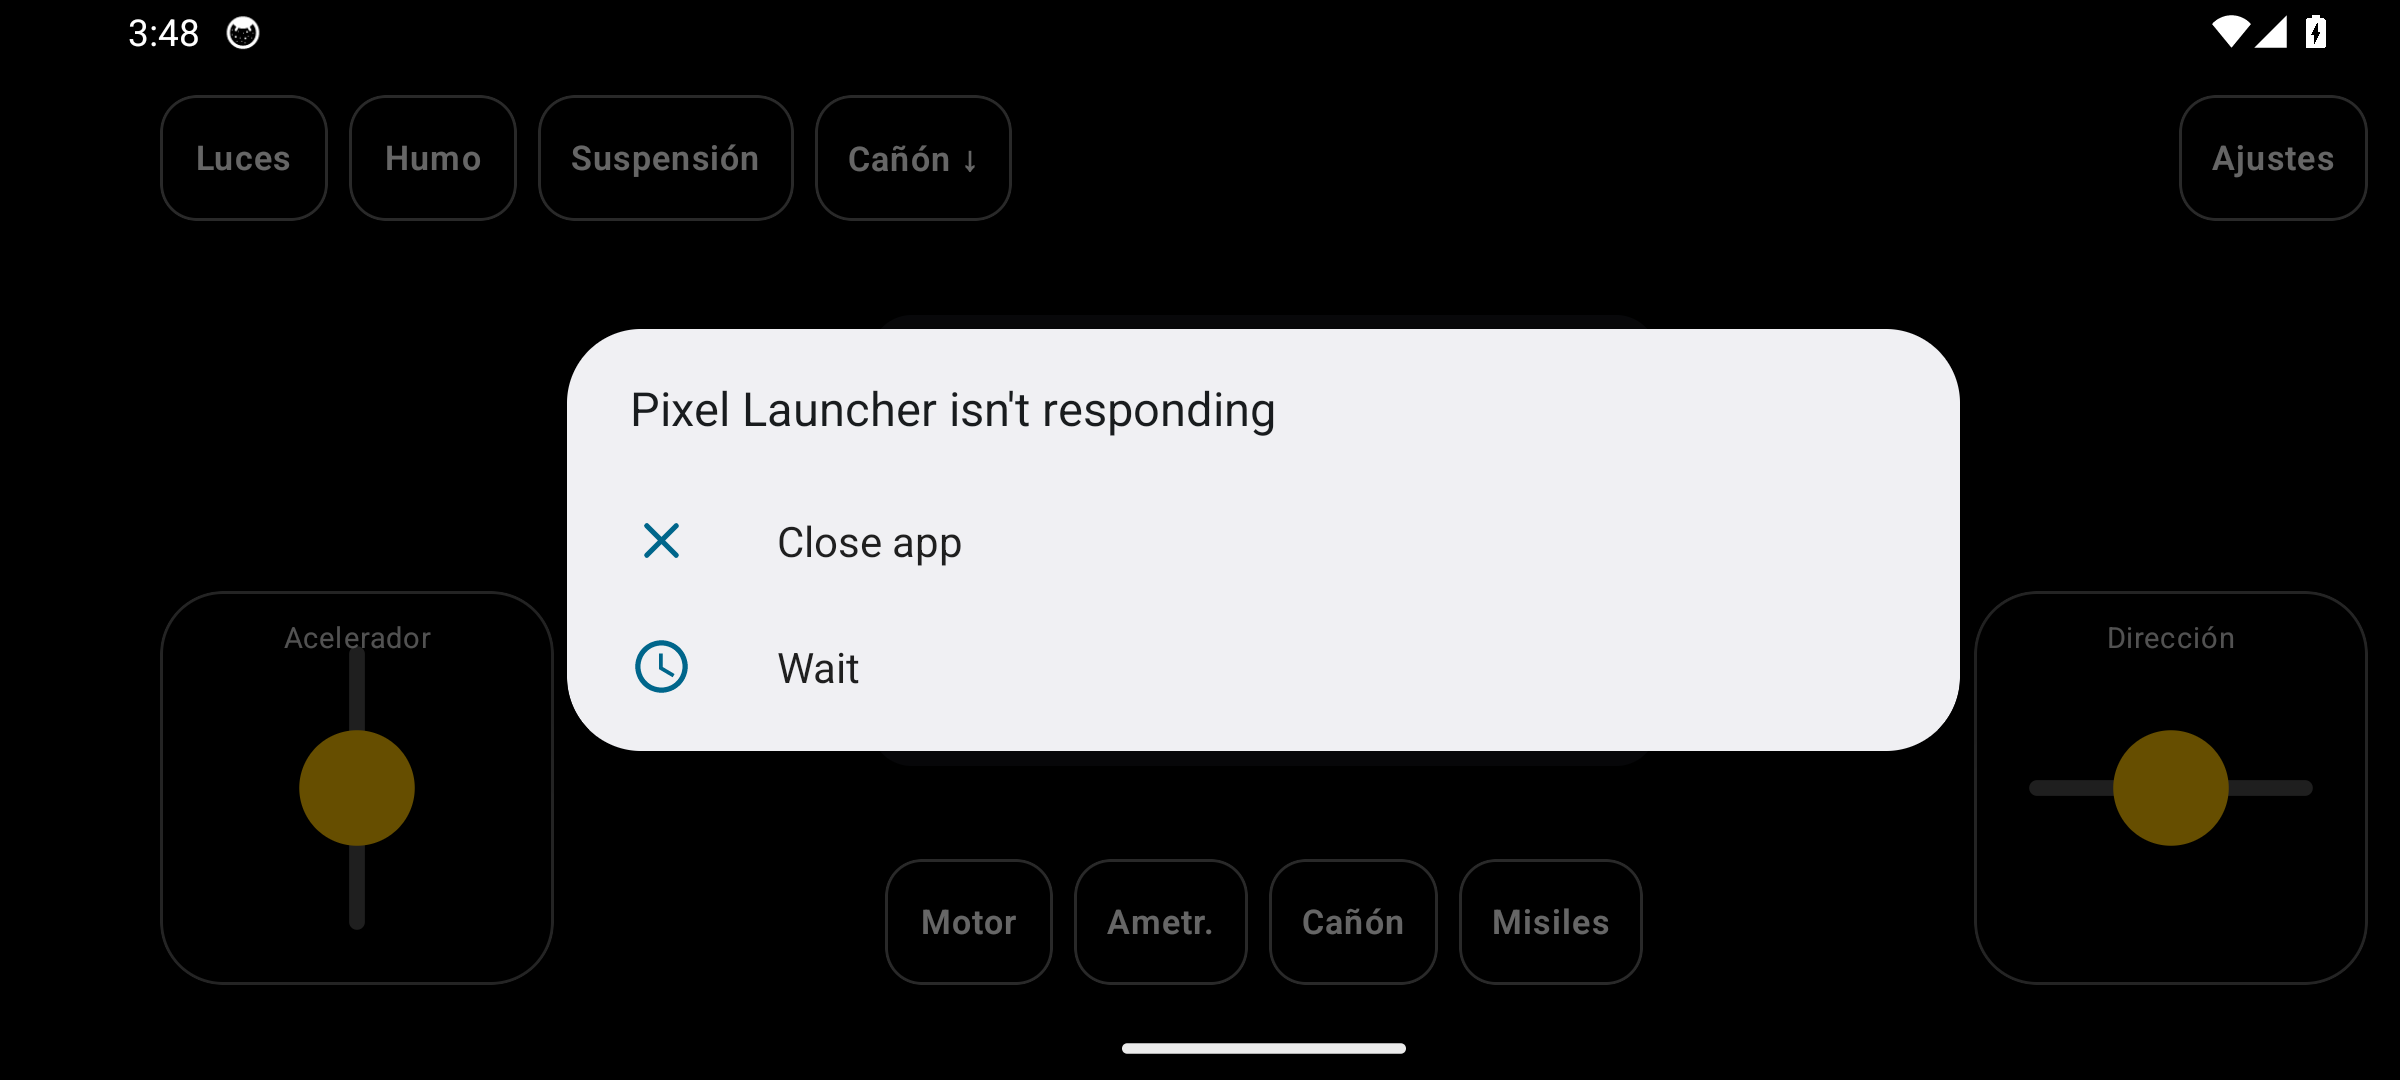 3:48
Luces
Humo
Suspensión
Cañón ↓
Ajustes
Pixel Launcher isn't responding
Close app
Wait
Acelerador
Dirección
Motor
Ametr.
Cañón
Misiles